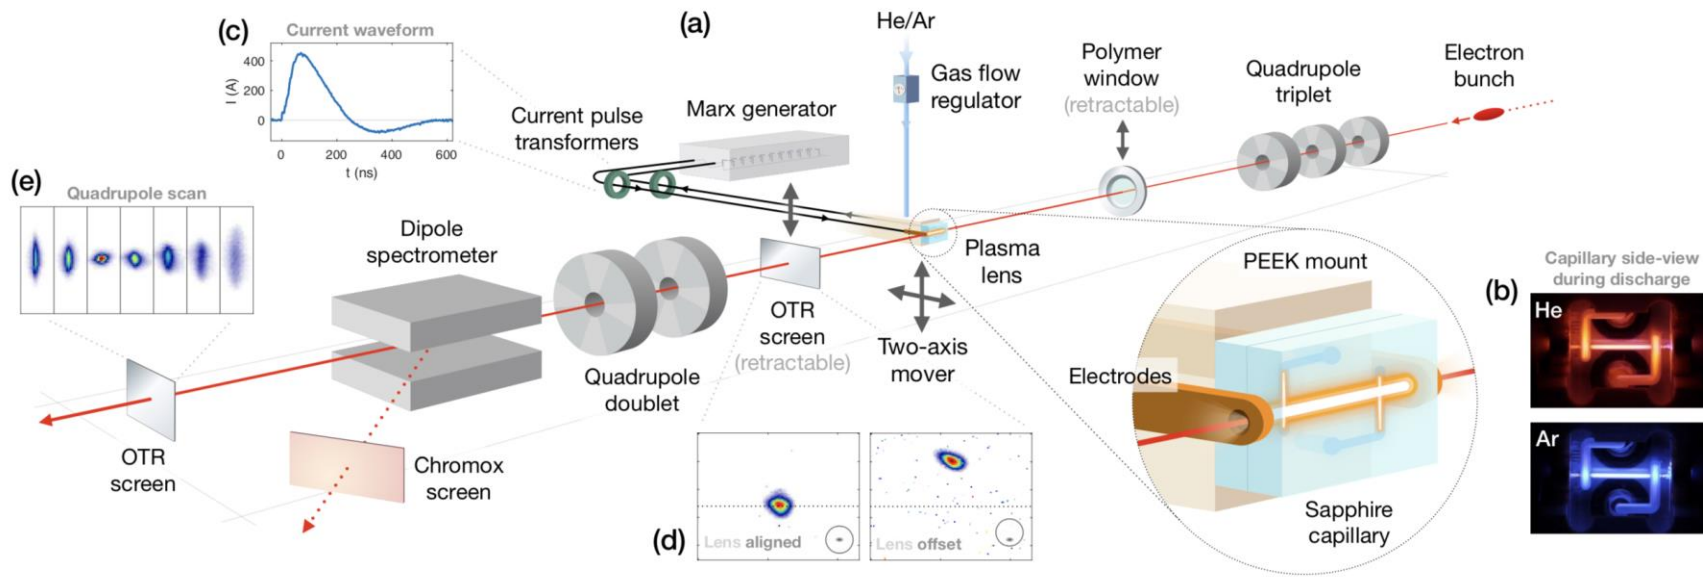 (c)
Current waveform
I (A)
400
200
0
0
200
400
600
t (ns)
(a)
He/Ar
Gas flow
regulator
Polymer
window
(retractable)
Quadrupole
triplet
Electron
bunch
Current pulse
transformers
Marx generator
(e)
Quadrupole scan
Dipole
spectrometer
Plasma
lens
OTR
screen
(retractable)
Two-axis
mover
Quadrupole
doublet
OTR
screen
Chromox
screen
PEEK mount
Electrodes
Sapphire
capillary
(b)
Capillary side-view
during discharge
He
Ar
(d)
Lens aligned
Lens offset